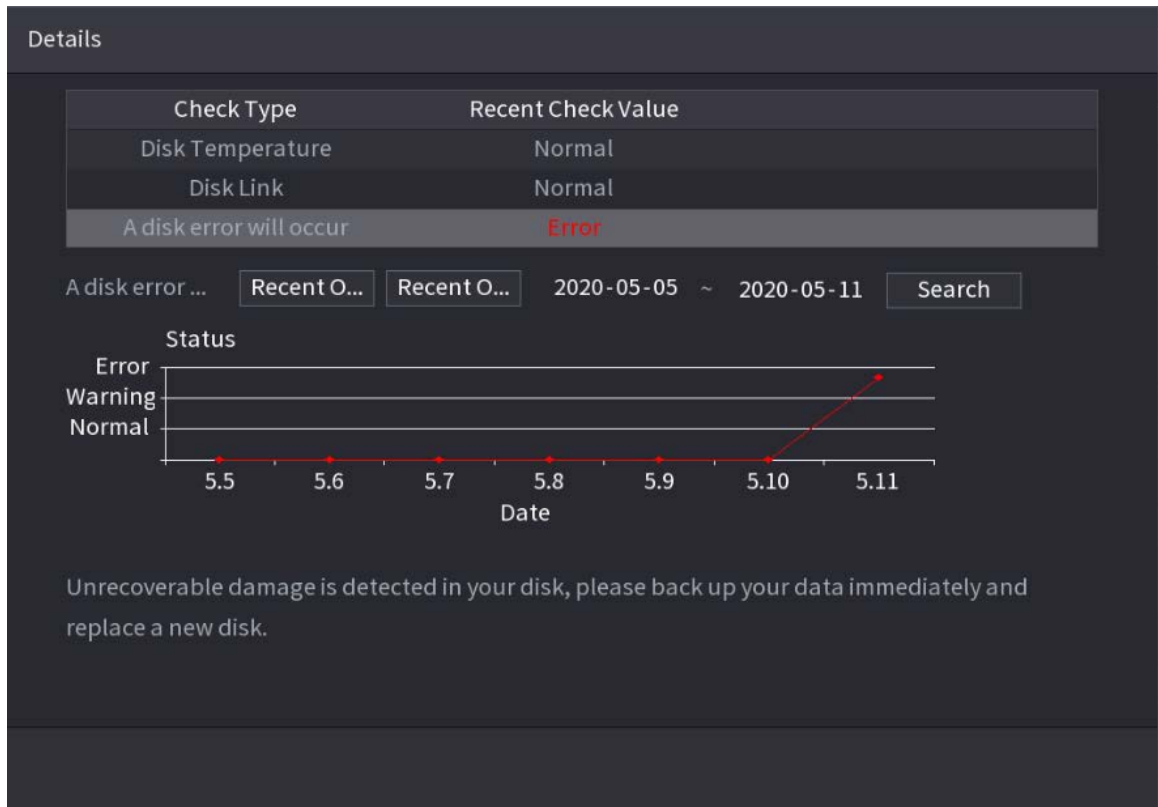 Details
Check Type Recent Check Value
Disk Temperature Normal
Disk Link Normal
A disk error will occur Error
A disk error ... Recent O... Recent O... 2020-05-05 ~ 2020-05-11 Search
Status
Error
Warning
Normal
5.5 5.6 5.7 5.8 5.9 5.10 5.11
Date
Unrecoverable damage is detected in your disk, please back up your data immediately and
replace a new disk.